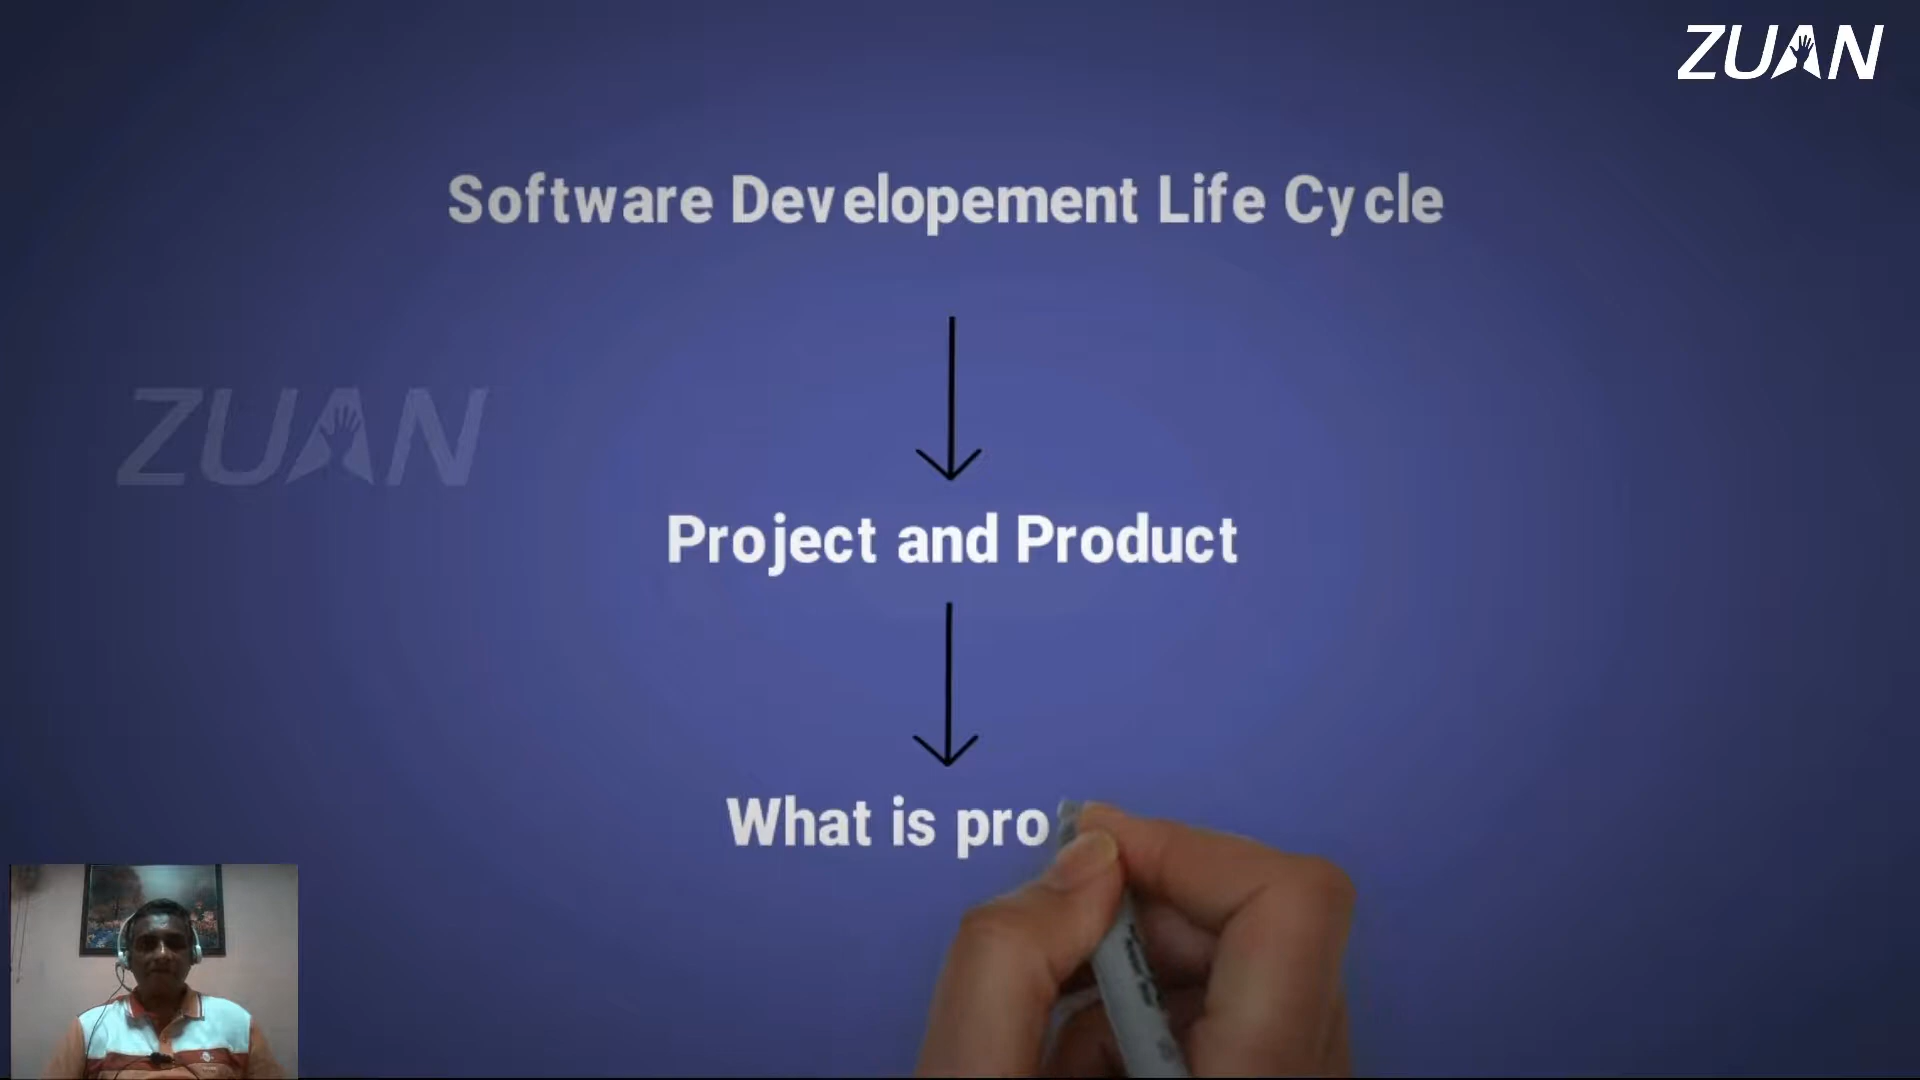 ZUAN
Software Developement Life Cycle
ZUAN
Project and Product
What is pro